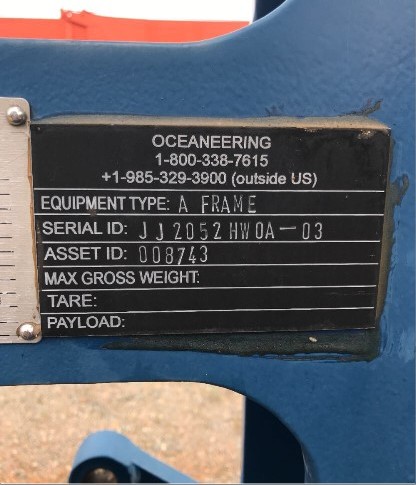 OCEANEERING
1-800-338-7615
+1-985-329-3900 (outside US)
EQUIPMENT TYPE: A FRAME
SERIAL ID: JJ2052HWOA-03
ASSET ID: 008743
MAX GROSS WEIGHT:
TARE:
PAYLOAD: